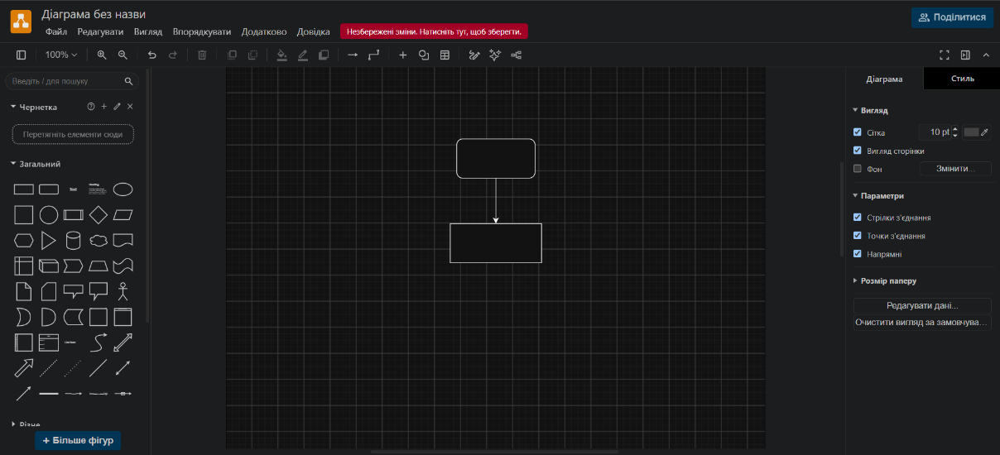 Діаграма без назви
Файл Редагувати Вигляд Впорядкувати Додатково Довідка Незбережені зміни. Натисніть тут, щоб зберегти.
Поділитися
100%
Введіть / для пошуку
Чернетка
Перетягніть елементи сюди
Загальний
Text
Heading
List Item
Різне
+ Більше фігур
Діаграма Стиль
Вигляд
Сітка 10 pt
Вигляд сторінки
Фон Змінити...
Параметри
Стрілки з'єднання
Точки з'єднання
Напрямні
Розмір паперу
Редагувати дані...
Очистити вигляд за замовчува...